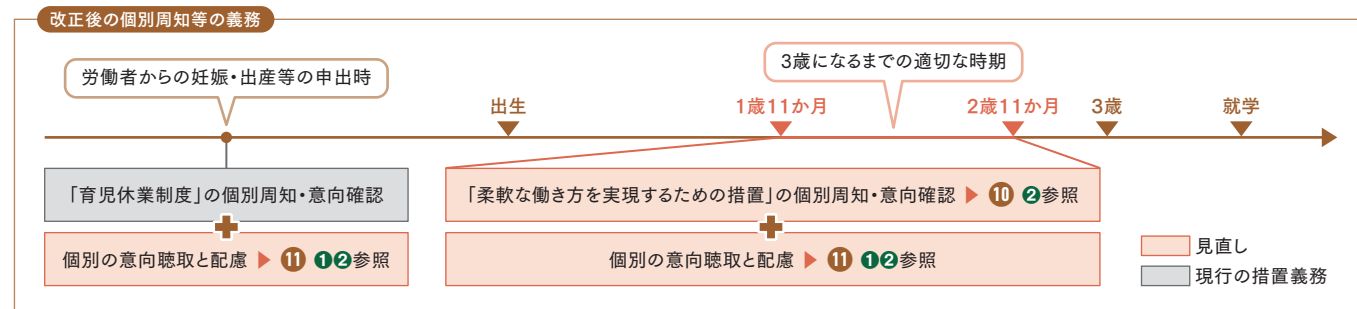 改正後の個別周知等の義務
労働者からの妊娠・出産等の申出時
3歳になるまでの適切な時期
出生
1歳11か月
2歳11か月
3歳
就学
「育児休業制度」の個別周知・意向確認
「柔軟な働き方を実現するための措置」の個別周知・意向確認 ▶ ⑩ ❷参照
個別の意向聴取と配慮 ▶ ⑪ ❶❷参照
個別の意向聴取と配慮 ▶ ⑪ ❶❷参照
見直し
現行の措置義務